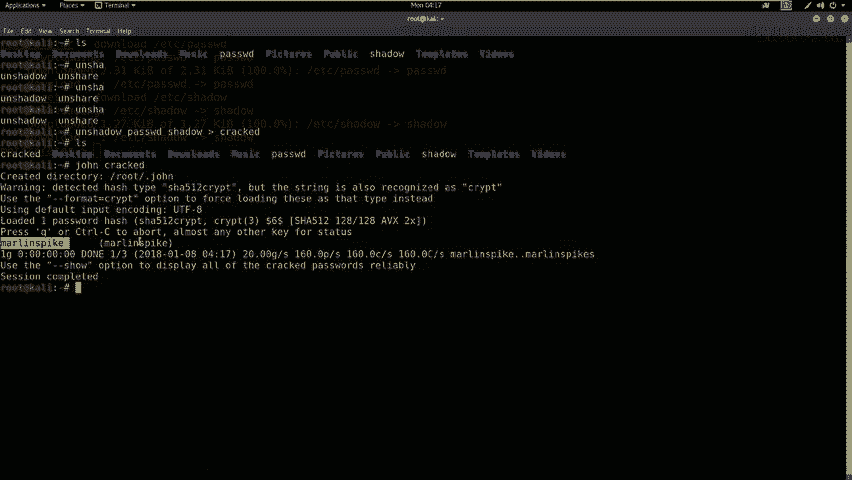 Applications Places Terminal Mon 04:17
root@kali: ~
File Edit View Search Terminal Help
root@kali:~# ls
Desktop Documents Downloads Music passwd Pictures Public shadow Templates Videos
root@kali:~# unsha
unshadow unshare
root@kali:~# unsha
unshadow unshare
root@kali:~# unsha
unshadow unshare
root@kali:~# unshadow passwd shadow > cracked
root@kali:~# ls
cracked Desktop Documents Downloads Music passwd Pictures Public shadow Templates Videos
root@kali:~# john cracked
Created directory: /root/.john
Warning: detected hash type "sha512crypt", but the string is also recognized as "crypt"
Use the "--format=crypt" option to force loading these as that type instead
Using default input encoding: UTF-8
Loaded 1 password hash (sha512crypt, crypt(3) $6$ [SHA512 128/128 AVX 2x])
Press 'q' or Ctrl-C to abort, almost any other key for status
marlinspike (marlinspike)
1g 0:00:00:00 DONE 1/3 (2018-01-08 04:17) 20.00g/s 160.0p/s 160.0c/s 160.0C/s marlinspike..marlinspikes
Use the "--show" option to display all of the cracked passwords reliably
Session completed
root@kali:~#